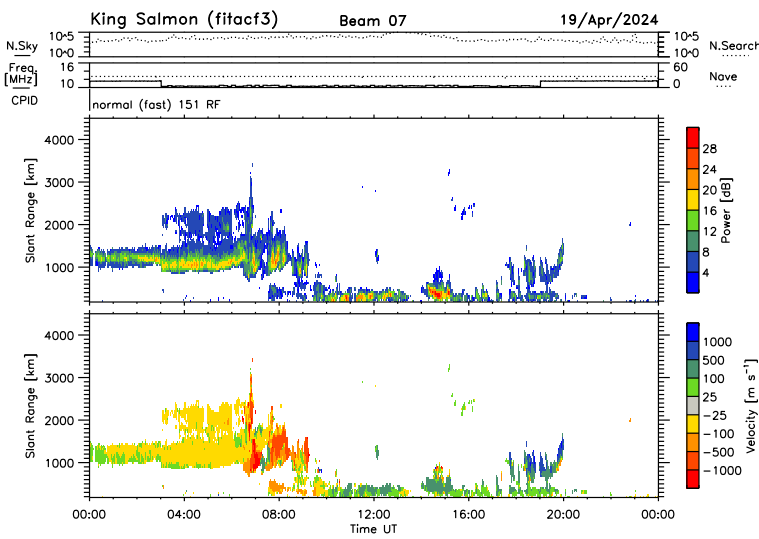 King Salmon (fitacf3) Beam 07 19/Apr/2024
N.Sky 10^5 10^0 10^5 10^0 N.Search
Freq. [MHz] 16 10 60 0 Nave
CPID normal (fast) 151 RF
Slant Range [km] 4000 3000 2000 1000
28 24 20 16 12 8 4 Power [dB]
Slant Range [km] 4000 3000 2000 1000
1000 500 100 25 −25 −100 −500 −1000 Velocity [m s⁻¹]
00:00 04:00 08:00 12:00 16:00 20:00 00:00
Time UT